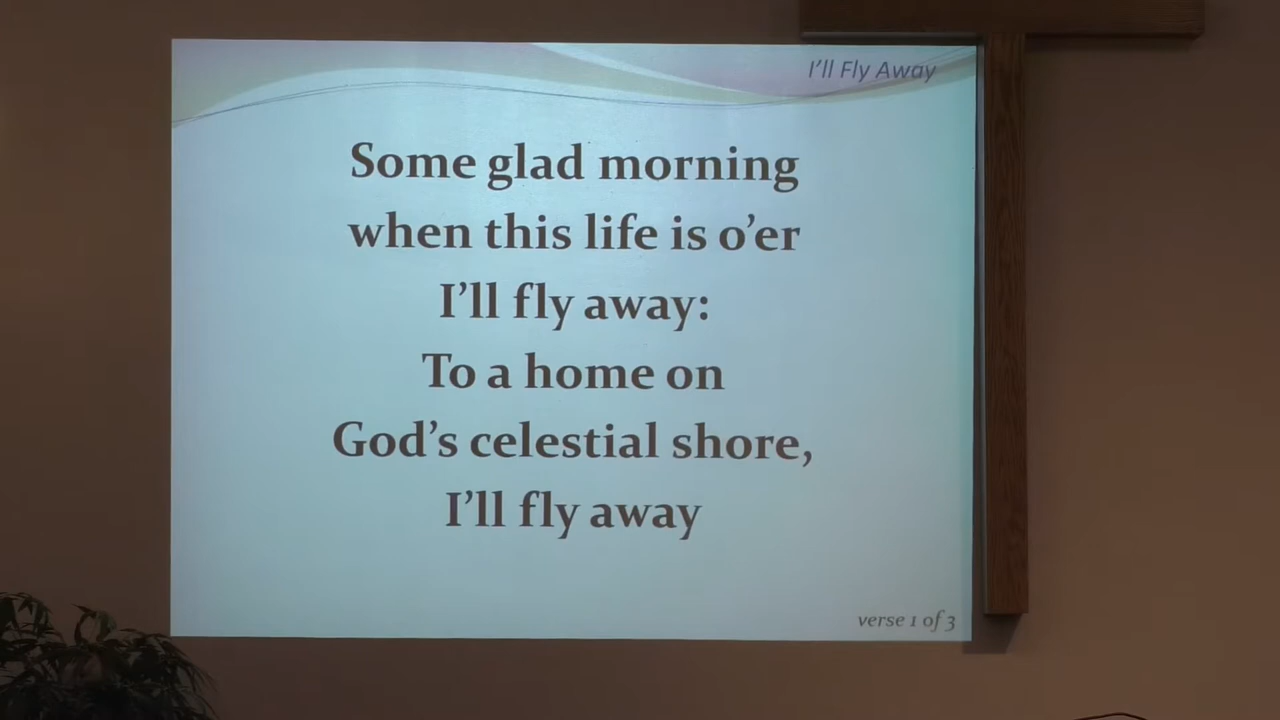 I'll Fly Away
Some glad morning
when this life is o'er
I'll fly away:
To a home on
God's celestial shore,
I'll fly away
verse 1 of 3